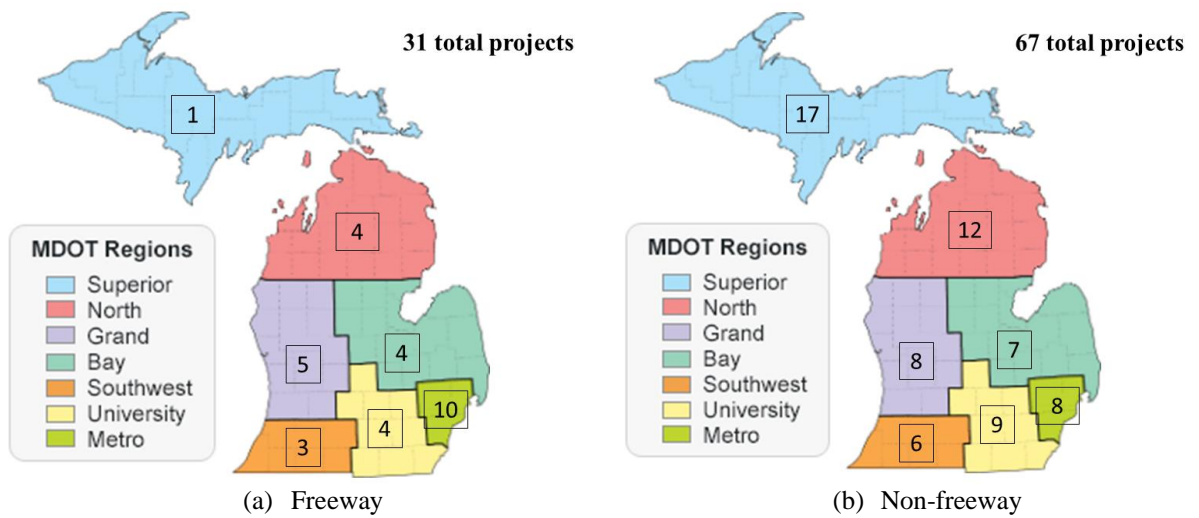 31 total projects
1
4
MDOT Regions
Superior
North
Grand
Bay
Southwest
University
Metro
5
4
10
4
3
(a) Freeway
67 total projects
17
12
MDOT Regions
Superior
North
Grand
Bay
Southwest
University
Metro
8
7
8
9
6
(b) Non-freeway